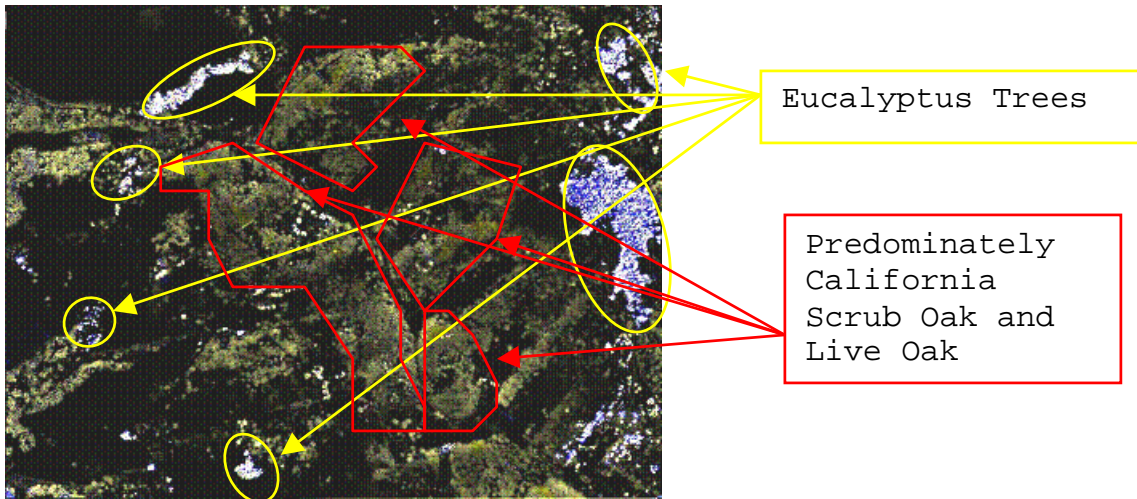 Eucalyptus Trees
Predominately
California
Scrub Oak and
Live Oak